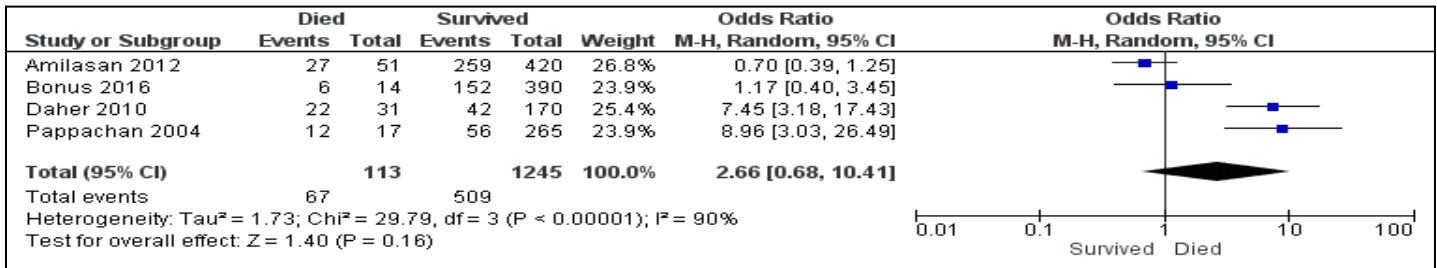 Died Survived Odds Ratio Odds Ratio
Study or Subgroup Events Total Events Total Weight M-H, Random, 95% CI M-H, Random, 95% CI
Amilasan 2012 27 51 259 420 26.8% 0.70 [0.39, 1.25]
Bonus 2016 6 14 152 390 23.9% 1.17 [0.40, 3.45]
Daher 2010 22 31 42 170 25.4% 7.45 [3.18, 17.43]
Pappachan 2004 12 17 56 265 23.9% 8.96 [3.03, 26.49]
Total (95% CI) 113 1245 100.0% 2.66 [0.68, 10.41]
Total events 67 509
Heterogeneity: Tau² = 1.73; Chi² = 29.79, df = 3 (P < 0.00001); I² = 90%
Test for overall effect: Z = 1.40 (P = 0.16)
0.01 0.1 1 10 100
Survived Died